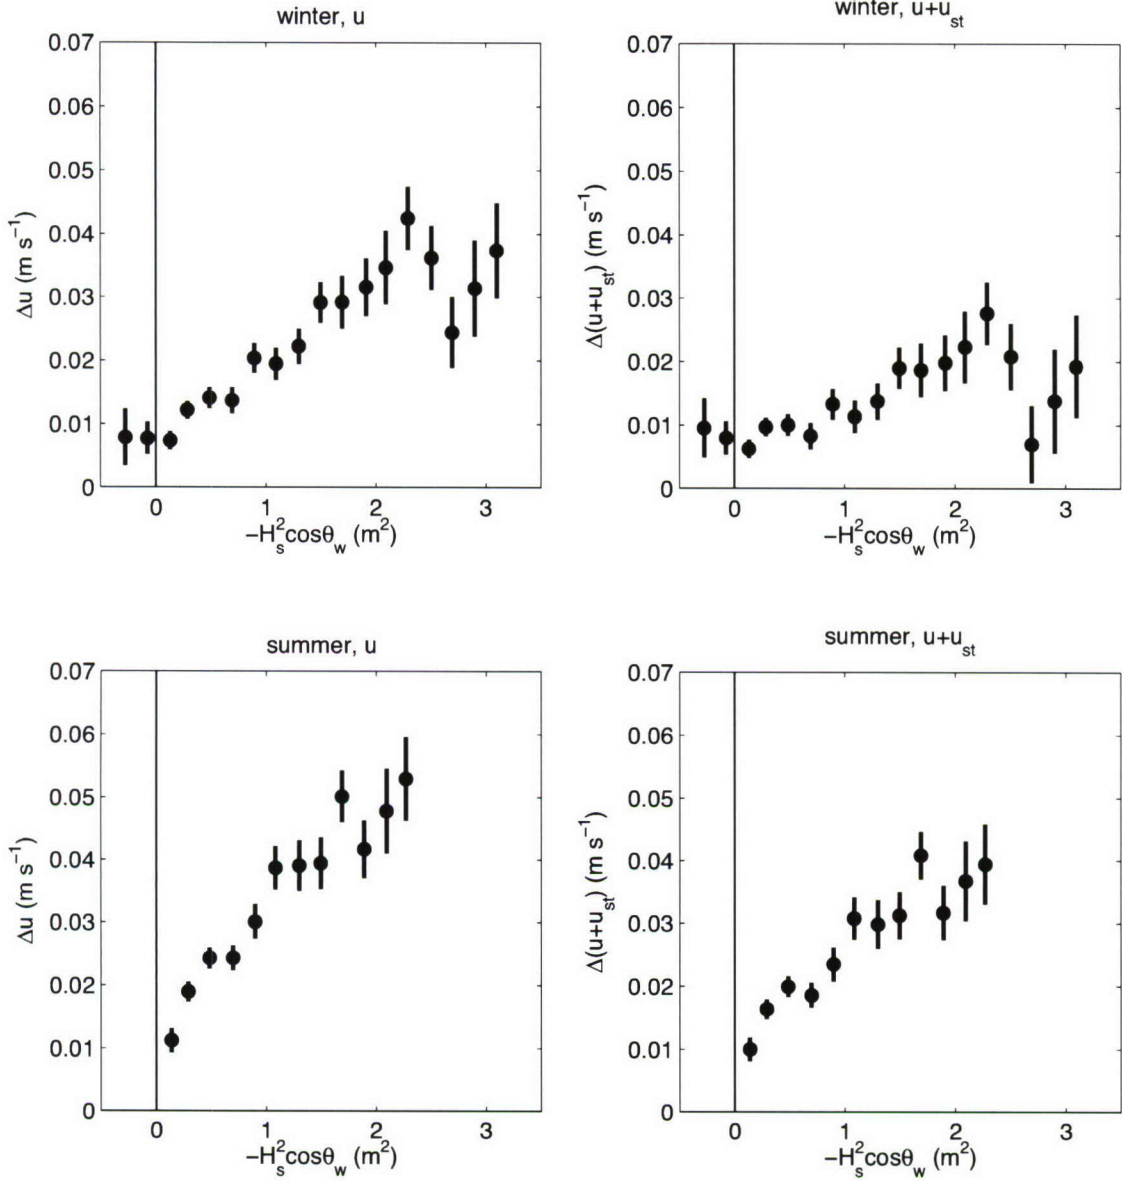 winter, u
0.07
0.06
0.05
0.04
0.03
0.02
0.01
0
Δu (m s⁻¹)
0 1 2 3
−H²ₛcosθ_w (m²)
winter, u+u_st
0.07
0.06
0.05
0.04
0.03
0.02
0.01
0
Δ(u+u_st) (m s⁻¹)
0 1 2 3
−H²ₛcosθ_w (m²)
summer, u
0.07
0.06
0.05
0.04
0.03
0.02
0.01
0
Δu (m s⁻¹)
0 1 2 3
−H²ₛcosθ_w (m²)
summer, u+u_st
0.07
0.06
0.05
0.04
0.03
0.02
0.01
0
Δ(u+u_st) (m s⁻¹)
0 1 2 3
−H²ₛcosθ_w (m²)